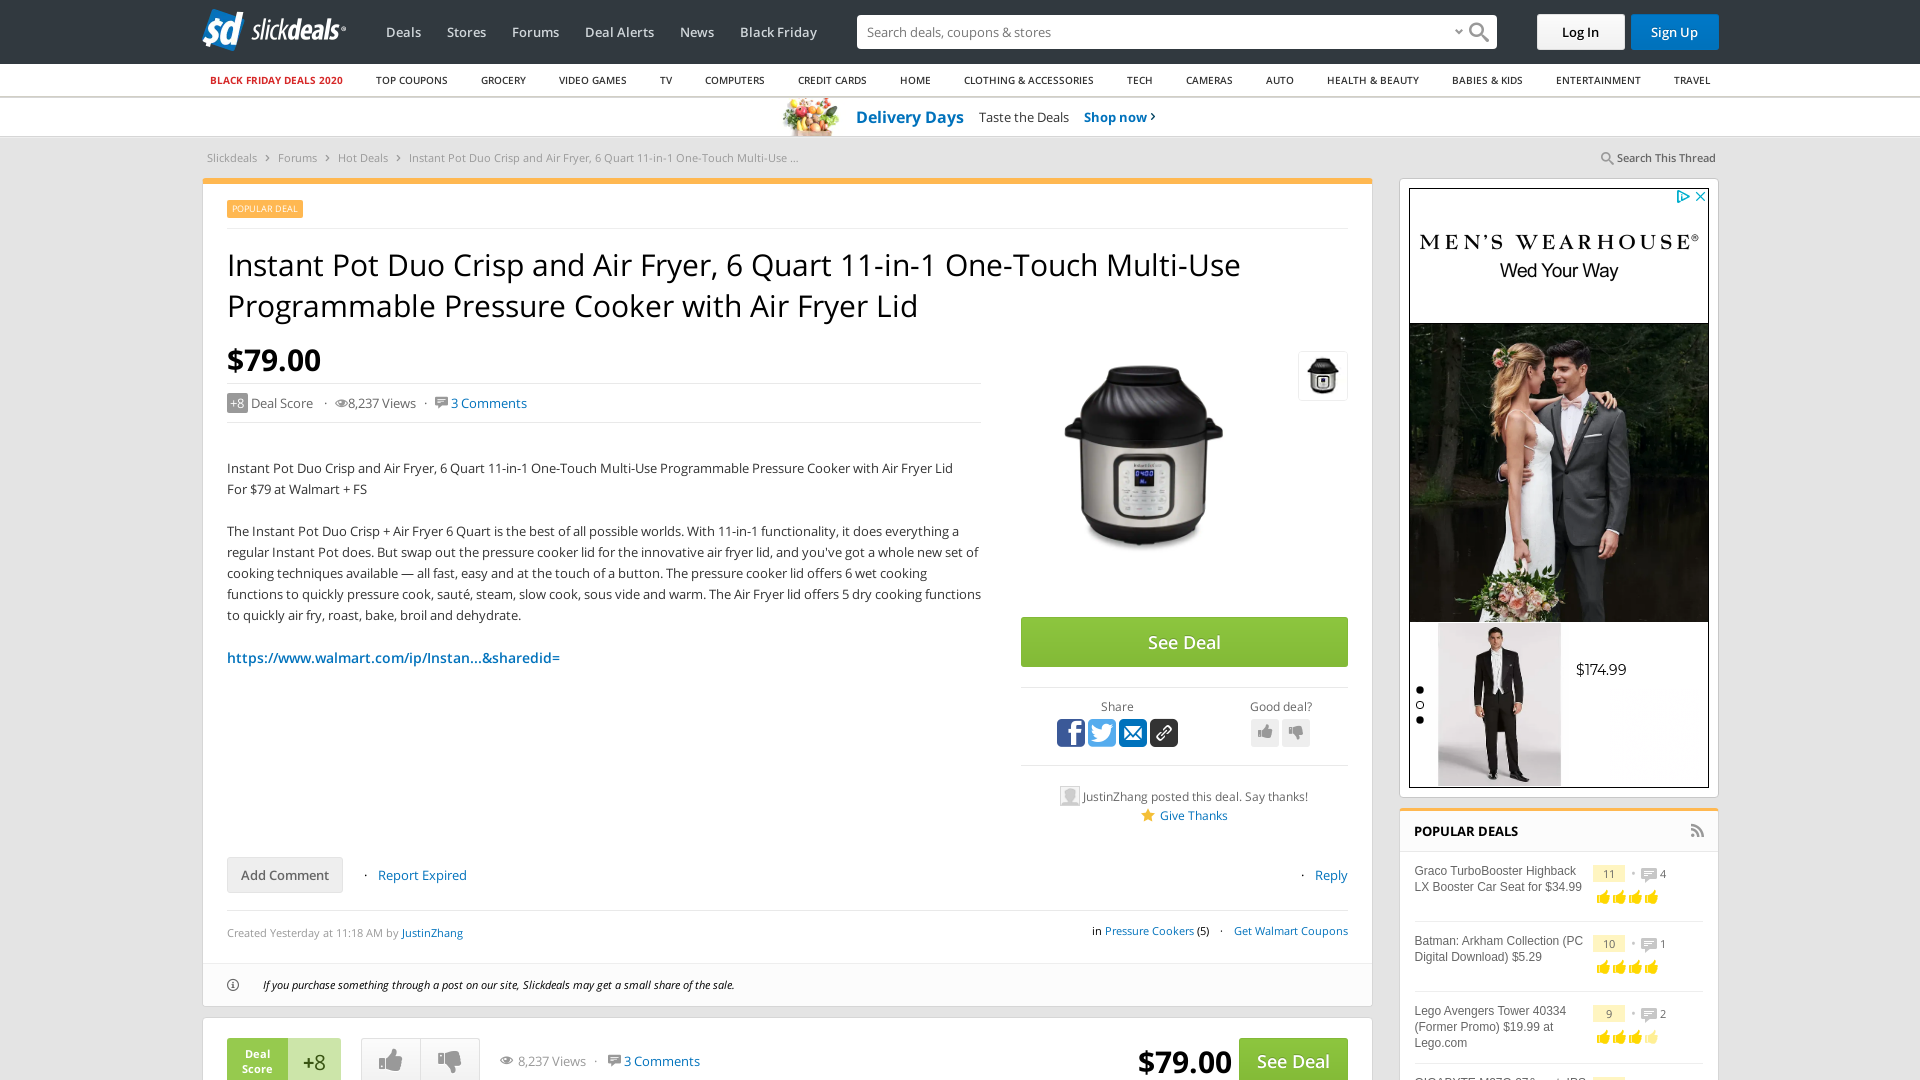 slickdeals
Deals
Stores
Forums
Deal Alerts
News
Black Friday
Search deals, coupons & stores
Log In
Sign Up
BLACK FRIDAY DEALS 2020
TOP COUPONS
GROCERY
VIDEO GAMES
TV
COMPUTERS
CREDIT CARDS
HOME
CLOTHING & ACCESSORIES
TECH
CAMERAS
AUTO
HEALTH & BEAUTY
BABIES & KIDS
ENTERTAINMENT
TRAVEL
Delivery Days Taste the Deals Shop now
Slickdeals > Forums > Hot Deals > Instant Pot Duo Crisp and Air Fryer, 6 Quart 11-in-1 One-Touch Multi-Use ...
Search This Thread
POPULAR DEAL
Instant Pot Duo Crisp and Air Fryer, 6 Quart 11-in-1 One-Touch Multi-Use
Programmable Pressure Cooker with Air Fryer Lid
$79.00
+8 Deal Score · 8,237 Views · 3 Comments
Instant Pot Duo Crisp and Air Fryer, 6 Quart 11-in-1 One-Touch Multi-Use Programmable Pressure Cooker with Air Fryer Lid
For $79 at Walmart + FS
The Instant Pot Duo Crisp + Air Fryer 6 Quart is the best of all possible worlds. With 11-in-1 functionality, it does everything a
regular Instant Pot does. But swap out the pressure cooker lid for the innovative air fryer lid, and you've got a whole new set of
cooking techniques available — all fast, easy and at the touch of a button. The pressure cooker lid offers 6 wet cooking
functions to quickly pressure cook, sauté, steam, slow cook, sous vide and warm. The Air Fryer lid offers 5 dry cooking functions
to quickly air fry, roast, bake, broil and dehydrate.
https://www.walmart.com/ip/Instan...&sharedid=
See Deal
Share
Good deal?
JustinZhang posted this deal. Say thanks!
Give Thanks
Add Comment · Report Expired
· Reply
Created Yesterday at 11:18 AM by JustinZhang
in Pressure Cookers (5) · Get Walmart Coupons
If you purchase something through a post on our site, Slickdeals may get a small share of the sale.
Deal
Score
+8
8,237 Views · 3 Comments
$79.00
See Deal
MEN'S WEARHOUSE®
Wed Your Way
$174.99
POPULAR DEALS
Graco TurboBooster Highback
LX Booster Car Seat for $34.99
11 · 4
Batman: Arkham Collection (PC
Digital Download) $5.29
10 · 1
Lego Avengers Tower 40334
(Former Promo) $19.99 at
Lego.com
9 · 2